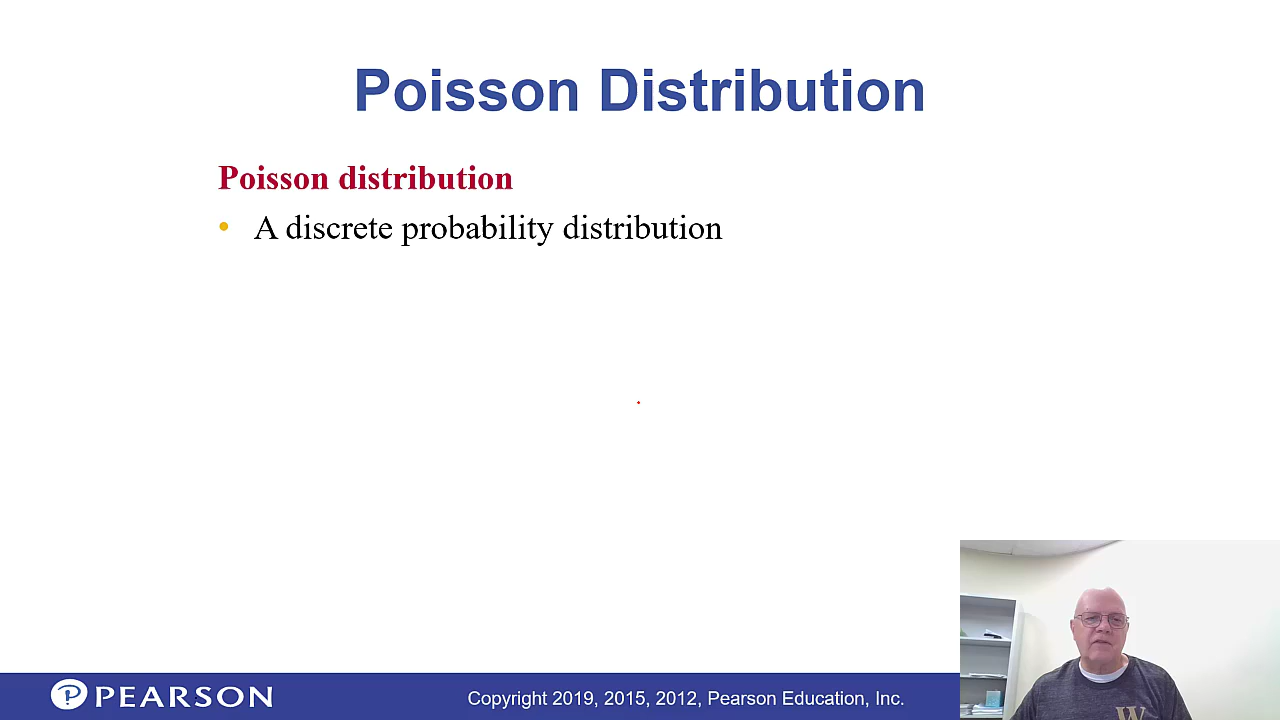 Poisson Distribution
Poisson distribution
• A discrete probability distribution
W
PEARSON
Copyright 2019, 2015, 2012, Pearson Education, Inc.